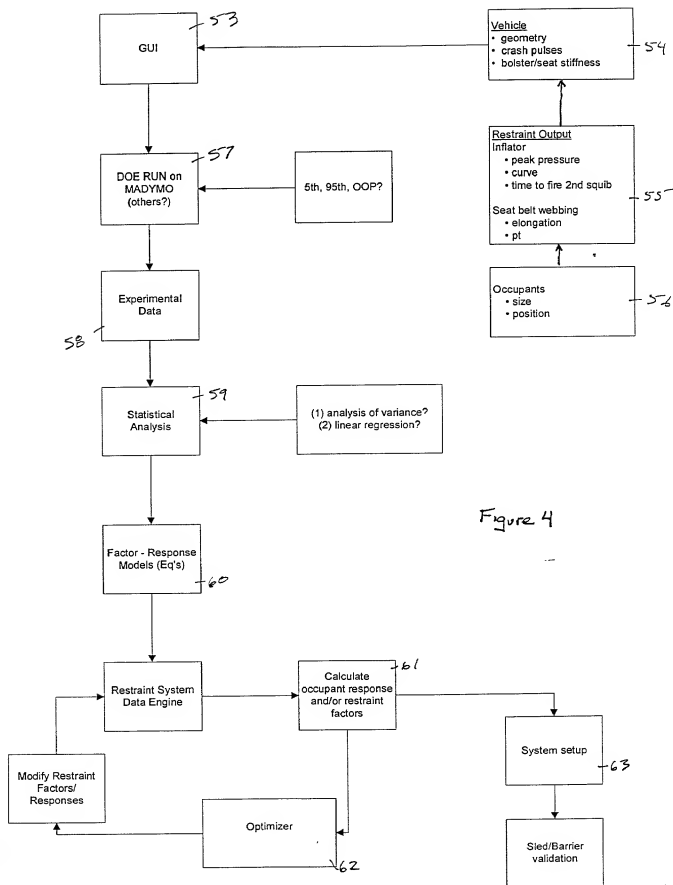 53
GUI
Vehicle
• geometry
• crash pulses
• bolster/seat stiffness
54
57
DOE RUN on
MADYMO
(others?)
5th, 95th, OOP?
Restraint Output
Inflator
• peak pressure
• curve
• time to fire 2nd squib
Seat belt webbing
• elongation
• pt
55
Experimental
Data
58
Occupants
• size
• position
56
59
Statistical
Analysis
(1) analysis of variance?
(2) linear regression?
Figure 4
Factor - Response
Models (Eq's)
60
Restraint System
Data Engine
61
Calculate
occupant response
and/or restraint
factors
System setup
63
Modify Restraint
Factors/
Responses
Optimizer
62
Sled/Barrier
validation